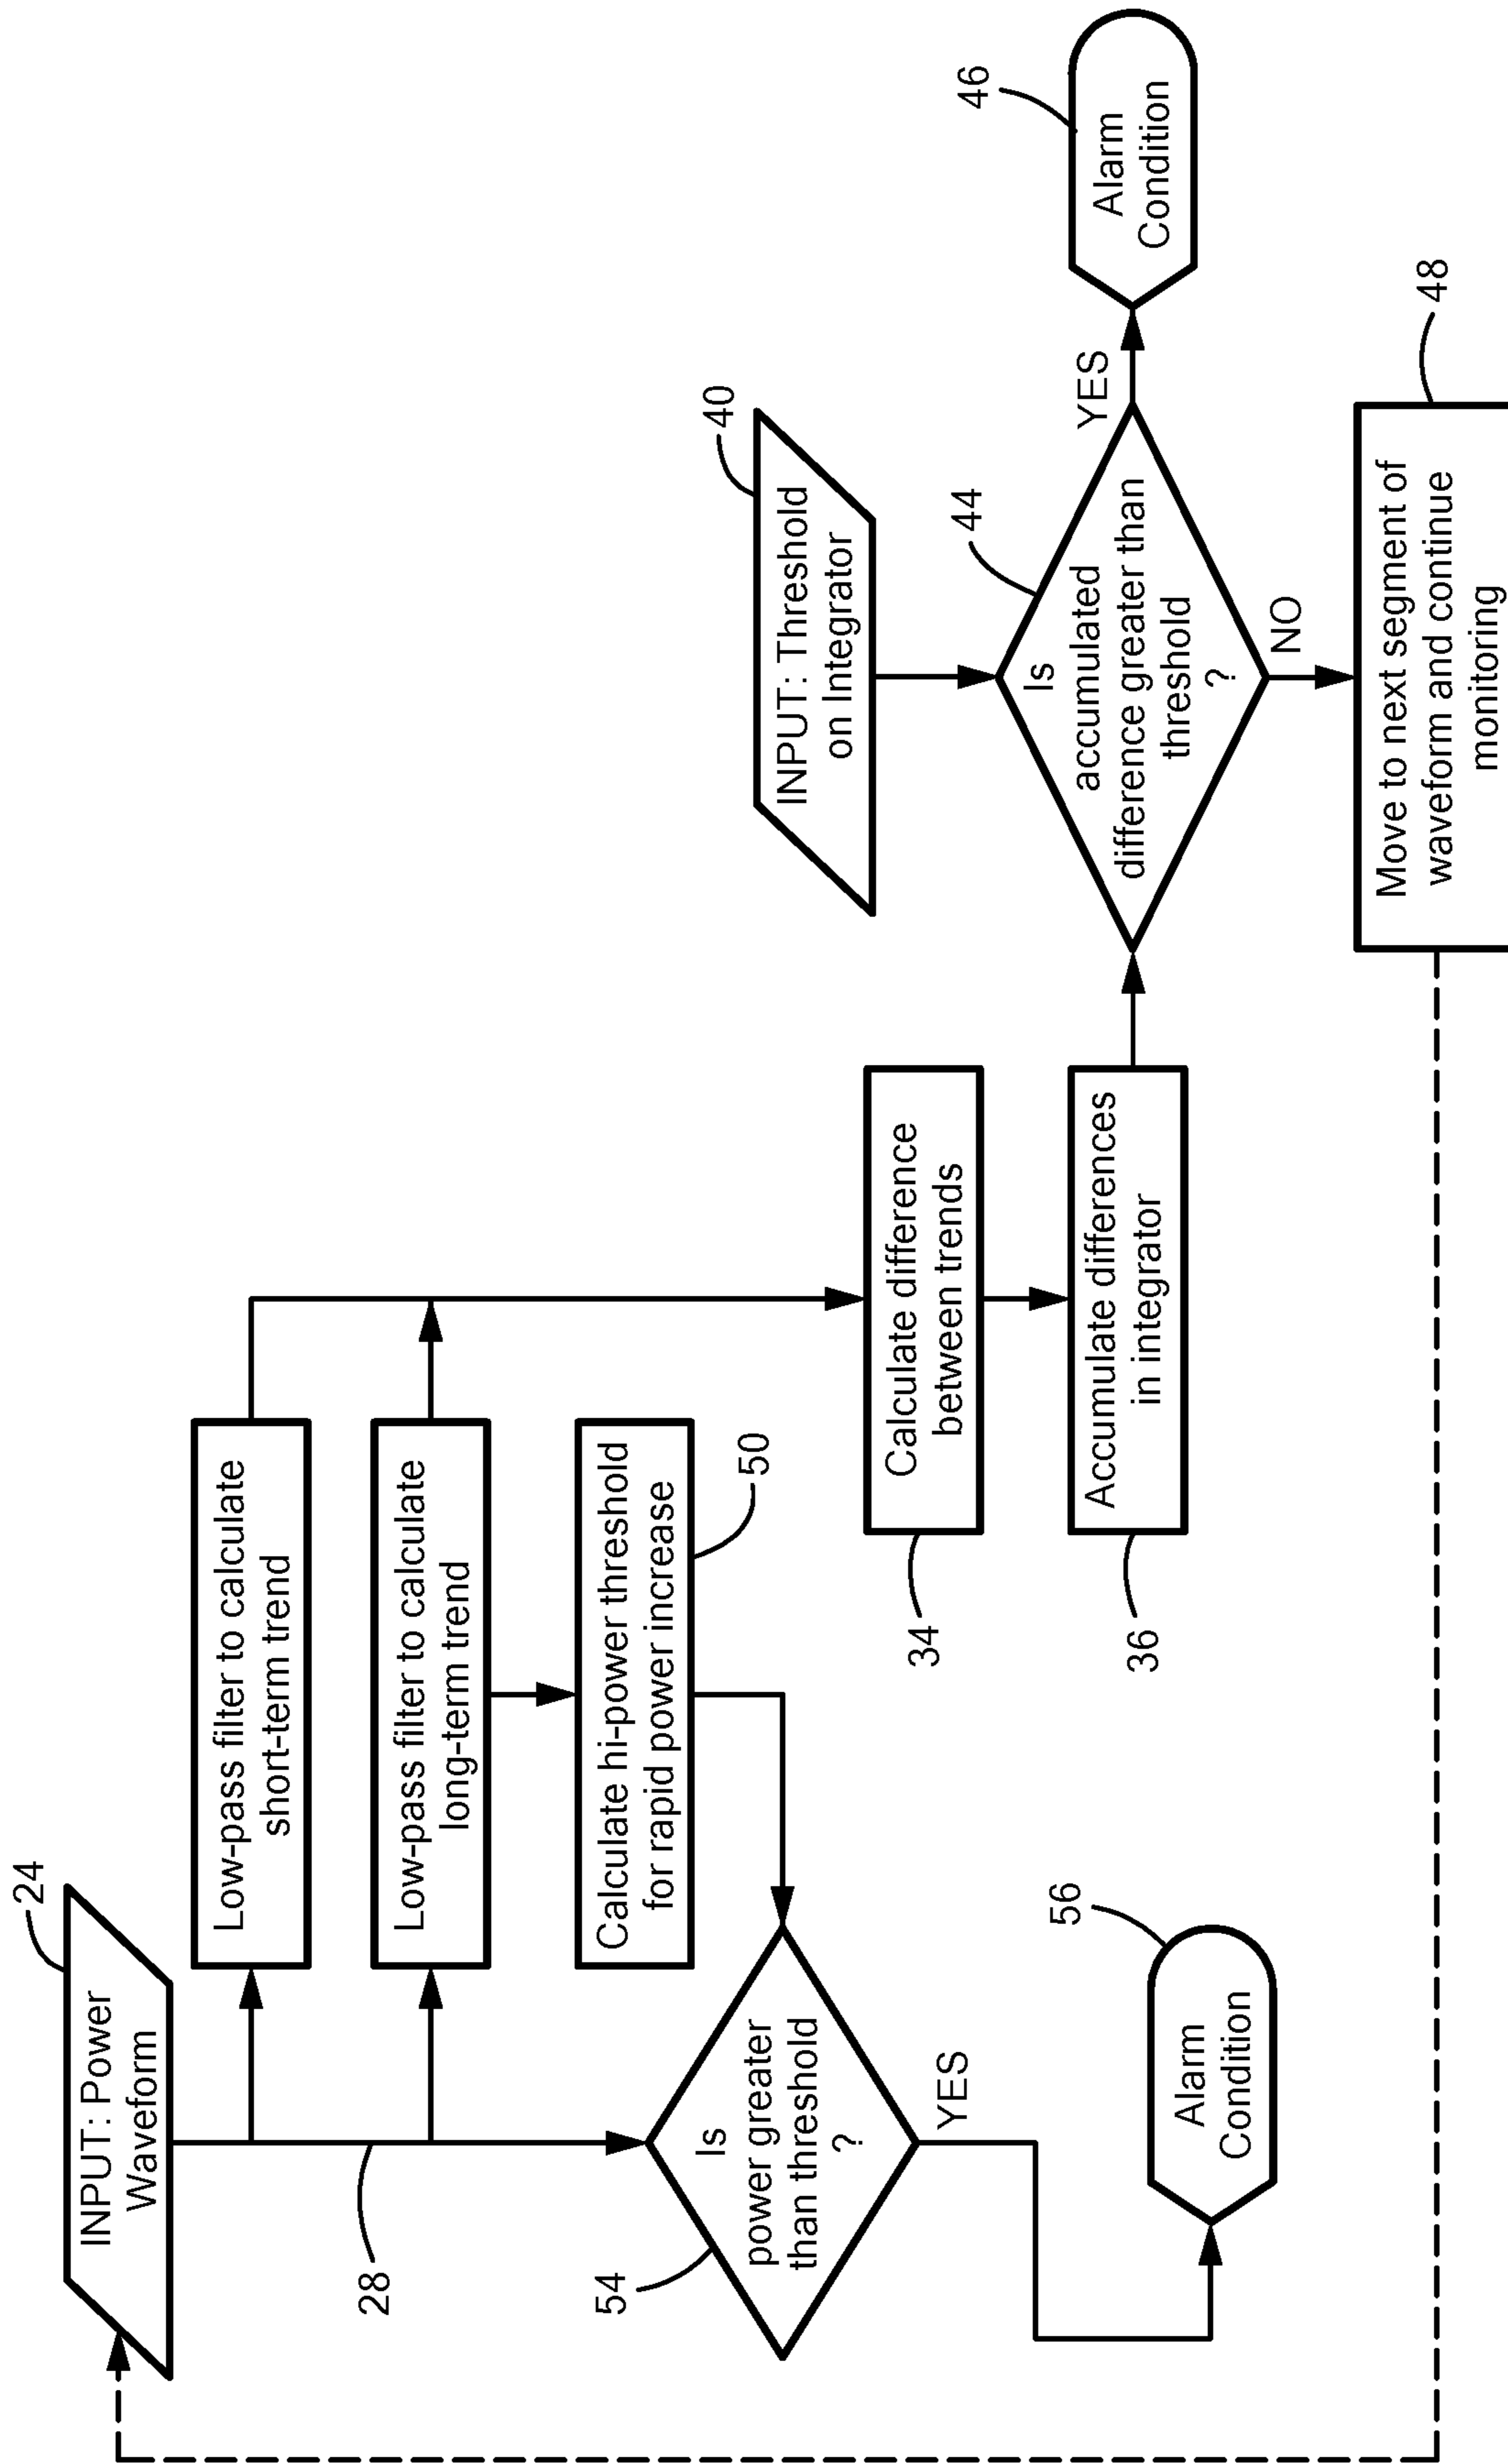 24
INPUT: Power
Waveform
28
Low-pass filter to calculate
short-term trend
Low-pass filter to calculate
long-term trend
Calculate hi-power threshold
for rapid power increase
50
54
Is
power greater
than threshold
?
YES
56
Alarm
Condition
34
Calculate difference
between trends
36
Accumulate differences
in integrator
40
INPUT: Threshold
on Integrator
44
Is
accumulated
difference greater than
threshold
?
YES
46
Alarm
Condition
NO
48
Move to next segment of
waveform and continue
monitoring